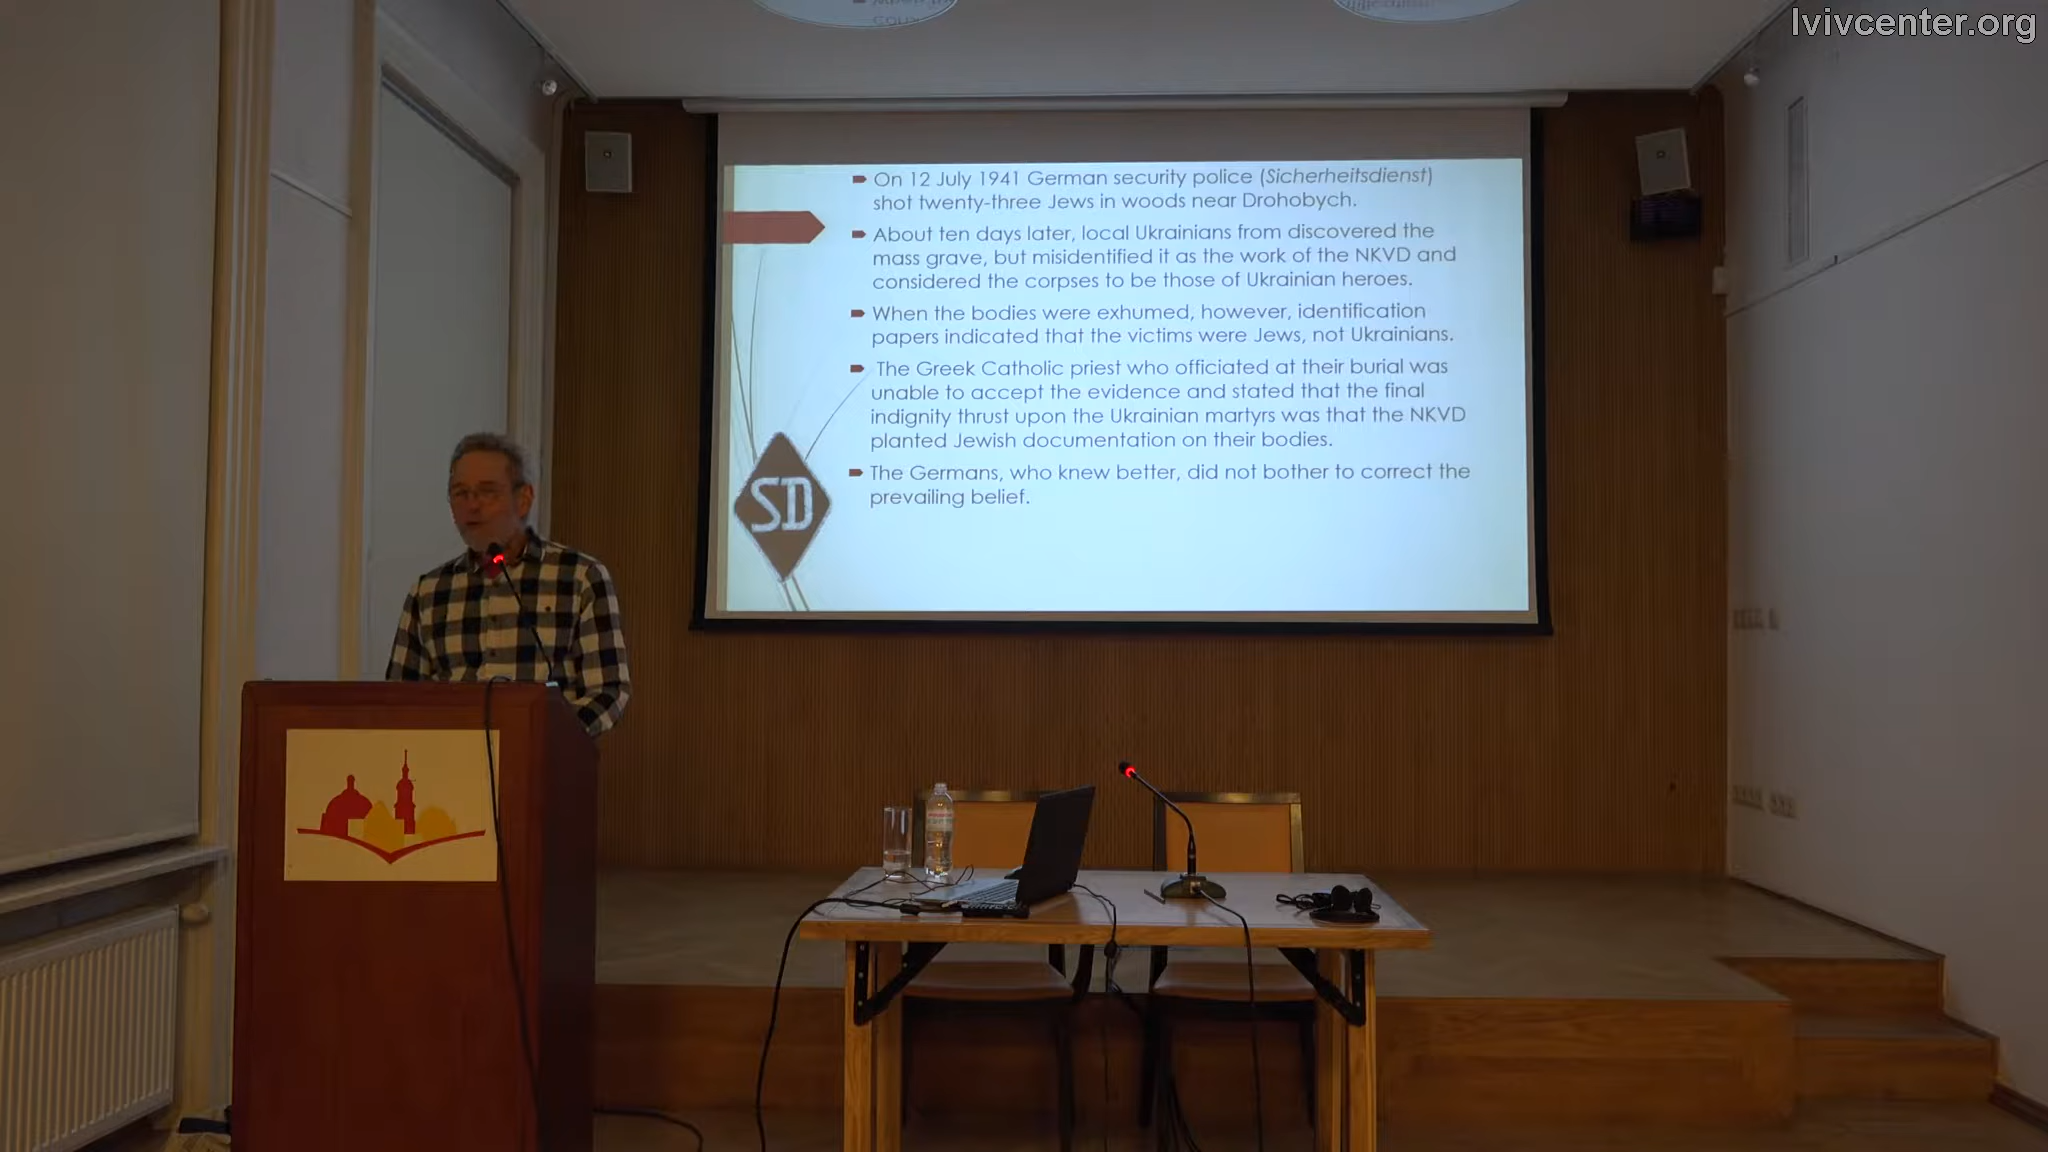 lvivcenter.org
On 12 July 1941 German security police (Sicherheitsdienst)
shot twenty-three Jews in woods near Drohobych.
About ten days later, local Ukrainians from discovered the
mass grave, but misidentified it as the work of the NKVD and
considered the corpses to be those of Ukrainian heroes.
When the bodies were exhumed, however, identification
papers indicated that the victims were Jews, not Ukrainians.
The Greek Catholic priest who officiated at their burial was
unable to accept the evidence and stated that the final
indignity thrust upon the Ukrainian martyrs was that the NKVD
planted Jewish documentation on their bodies.
The Germans, who knew better, did not bother to correct the
prevailing belief.
SD